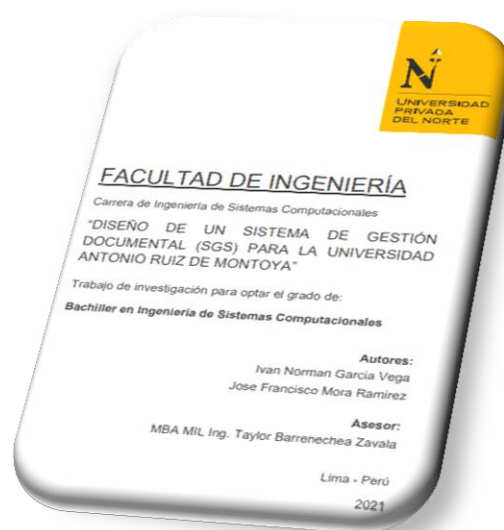 N
UNIVERSIDAD
PRIVADA
DEL NORTE
FACULTAD DE INGENIERÍA
Carrera de Ingeniería de Sistemas Computacionales
"DISEÑO DE UN SISTEMA DE GESTIÓN
DOCUMENTAL (SGS) PARA LA UNIVERSIDAD
ANTONIO RUIZ DE MONTOYA"
Trabajo de investigación para optar el grado de:
Bachiller en Ingeniería de Sistemas Computacionales
Autores:
Ivan Norman Garcia Vega
Jose Francisco Mora Ramirez
Asesor:
MBA MIL Ing. Taylor Barrenechea Zavala
Lima - Perú
2021